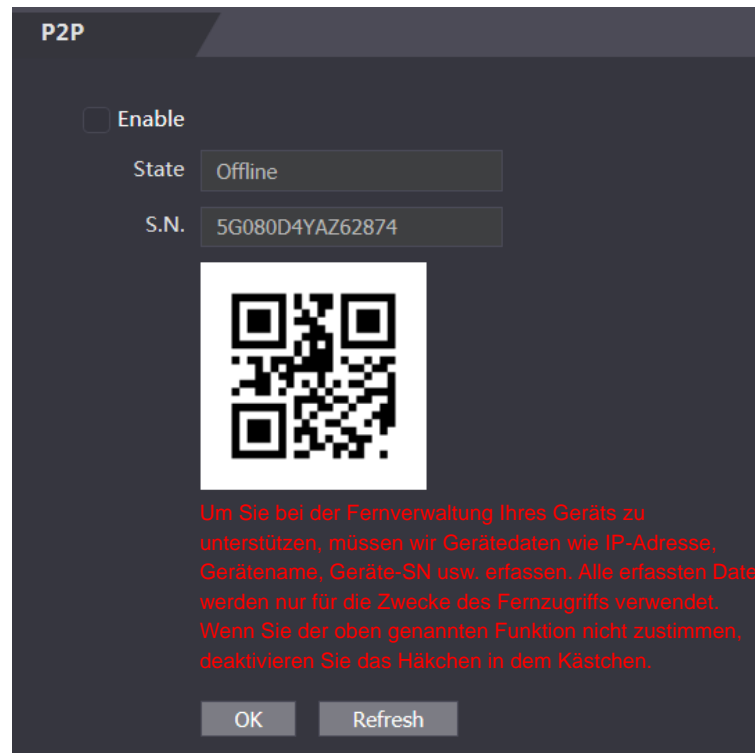 P2P
Enable
State Offline
S.N. 5G080D4YAZ62874
Um Sie bei der Fernverwaltung Ihres Geräts zu
unterstützen, müssen wir Gerätedaten wie IP-Adresse,
Gerätename, Geräte-SN usw. erfassen. Alle erfassten Date
werden nur für die Zwecke des Fernzugriffs verwendet.
Wenn Sie der oben genannten Funktion nicht zustimmen,
deaktivieren Sie das Häkchen in dem Kästchen.
OK Refresh